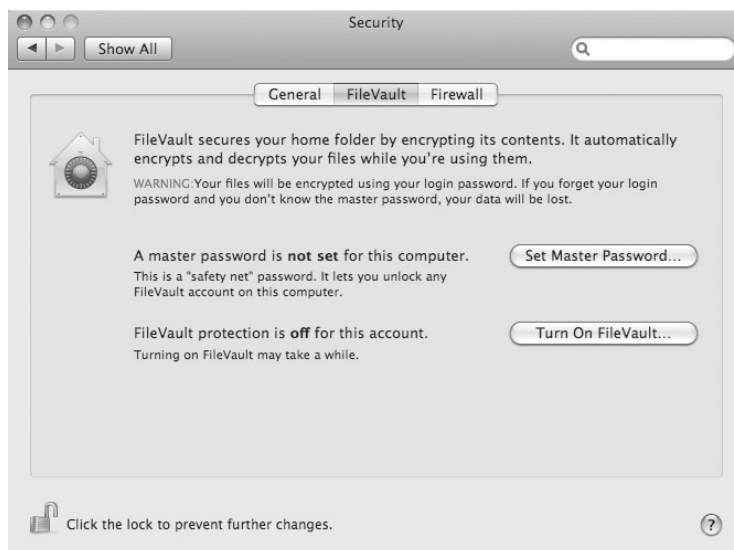 Security
Show All
General FileVault Firewall
FileVault secures your home folder by encrypting its contents. It automatically
encrypts and decrypts your files while you're using them.
WARNING:Your files will be encrypted using your login password. If you forget your login
password and you don't know the master password, your data will be lost.
A master password is not set for this computer. Set Master Password...
This is a "safety net" password. It lets you unlock any
FileVault account on this computer.
FileVault protection is off for this account. Turn On FileVault...
Turning on FileVault may take a while.
Click the lock to prevent further changes. ?